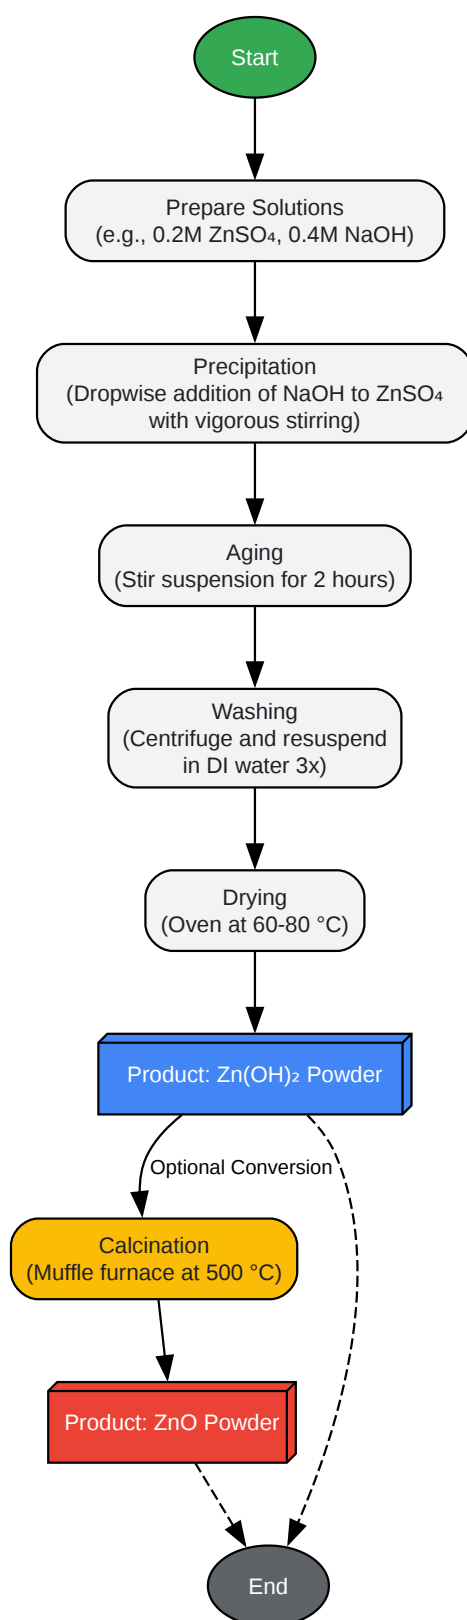 Start
Prepare Solutions
(e.g., 0.2M ZnSO₄, 0.4M NaOH)
Precipitation
(Dropwise addition of NaOH to ZnSO₄
with vigorous stirring)
Aging
(Stir suspension for 2 hours)
Washing
(Centrifuge and resuspend
in DI water 3x)
Drying
(Oven at 60-80 °C)
Product: Zn(OH)₂ Powder
Optional Conversion
Calcination
(Muffle furnace at 500 °C)
Product: ZnO Powder
End